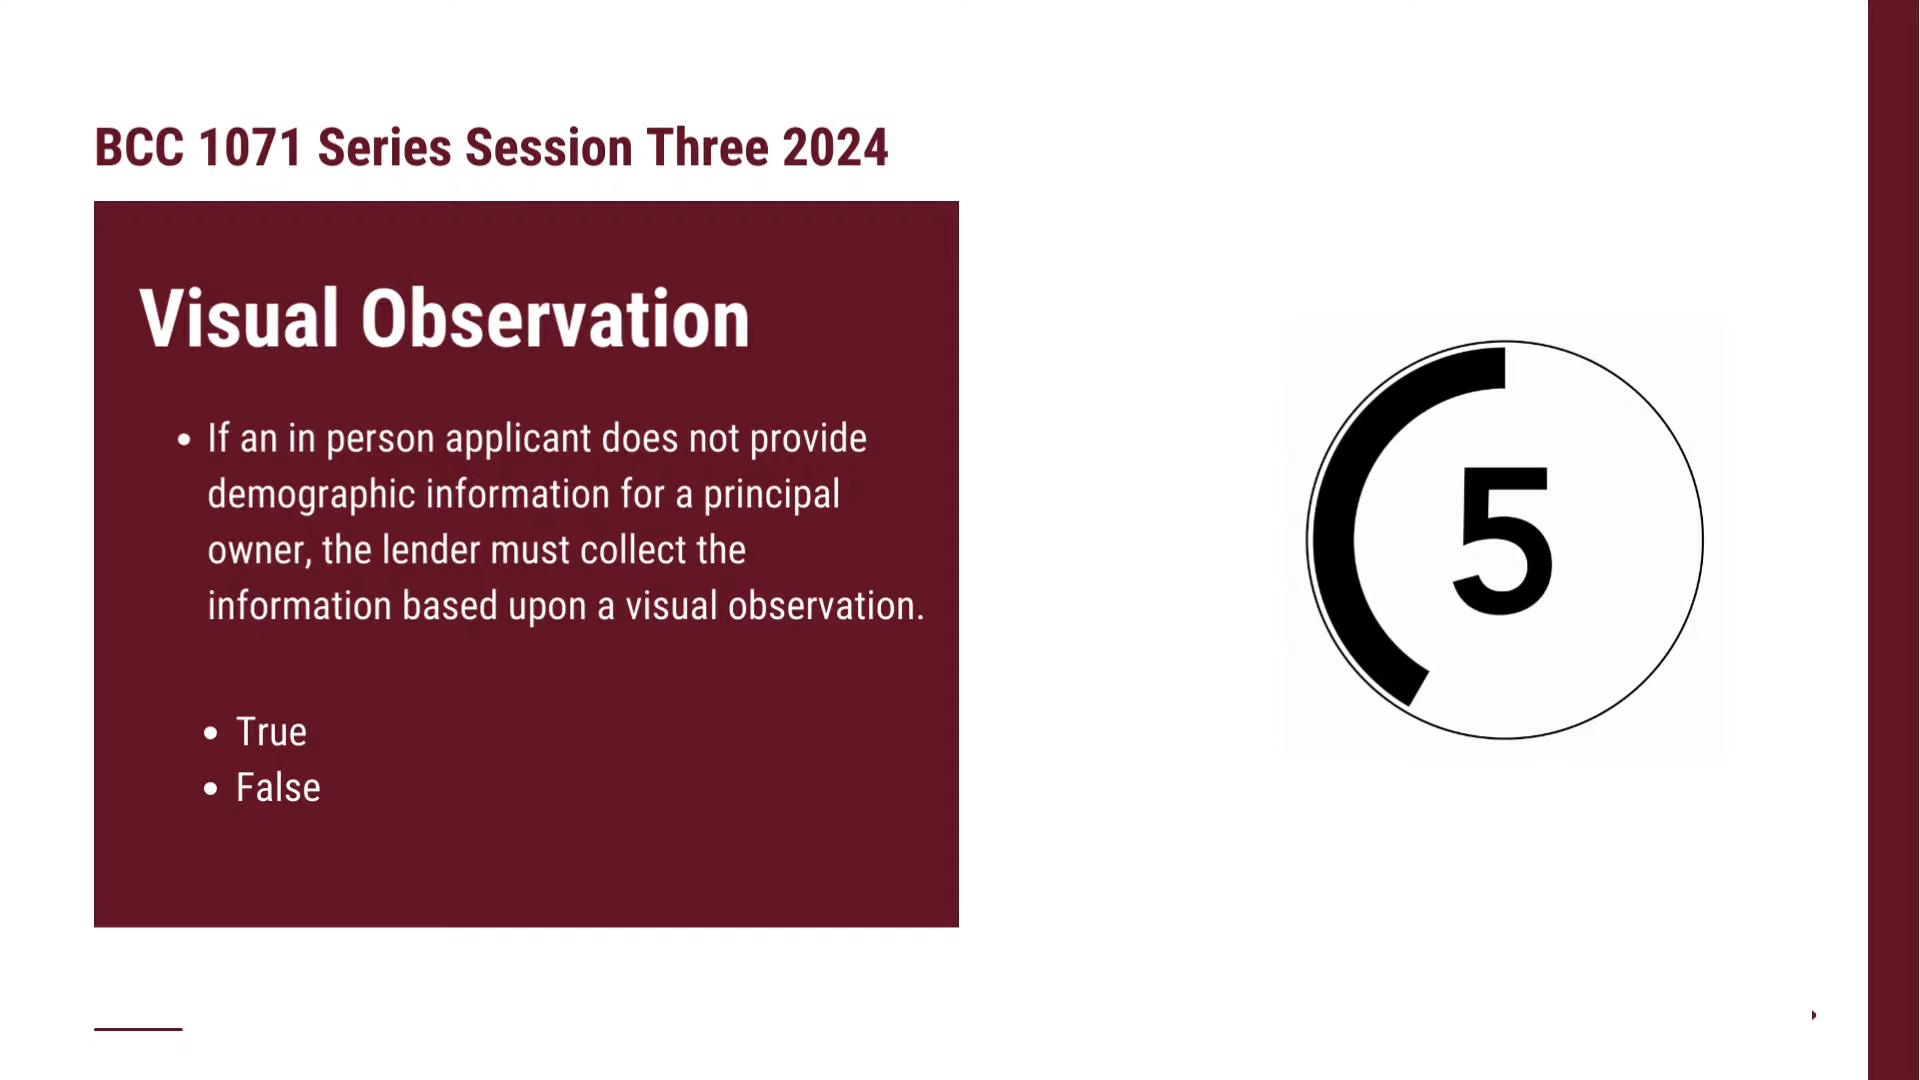 BCC 1071 Series Session Three 2024
Visual Observation
• If an in person applicant does not provide
demographic information for a principal
owner, the lender must collect the
information based upon a visual observation.
• True
• False
5